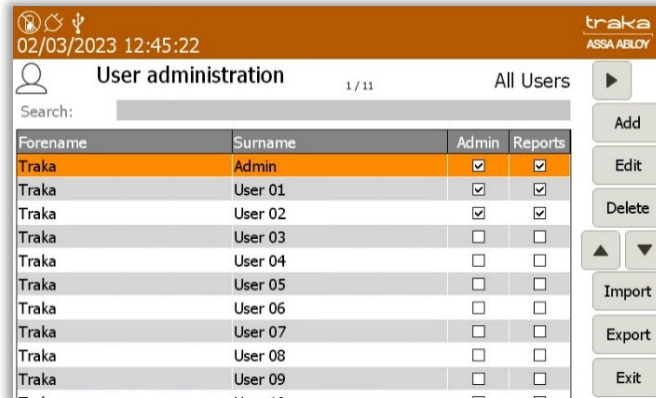 traka
ASSA ABLOY
02/03/2023 12:45:22
User administration 1 / 11 All Users
Search:
Forename Surname Admin Reports
Traka Admin
Traka User 01
Traka User 02
Traka User 03
Traka User 04
Traka User 05
Traka User 06
Traka User 07
Traka User 08
Traka User 09
Add
Edit
Delete
Import
Export
Exit